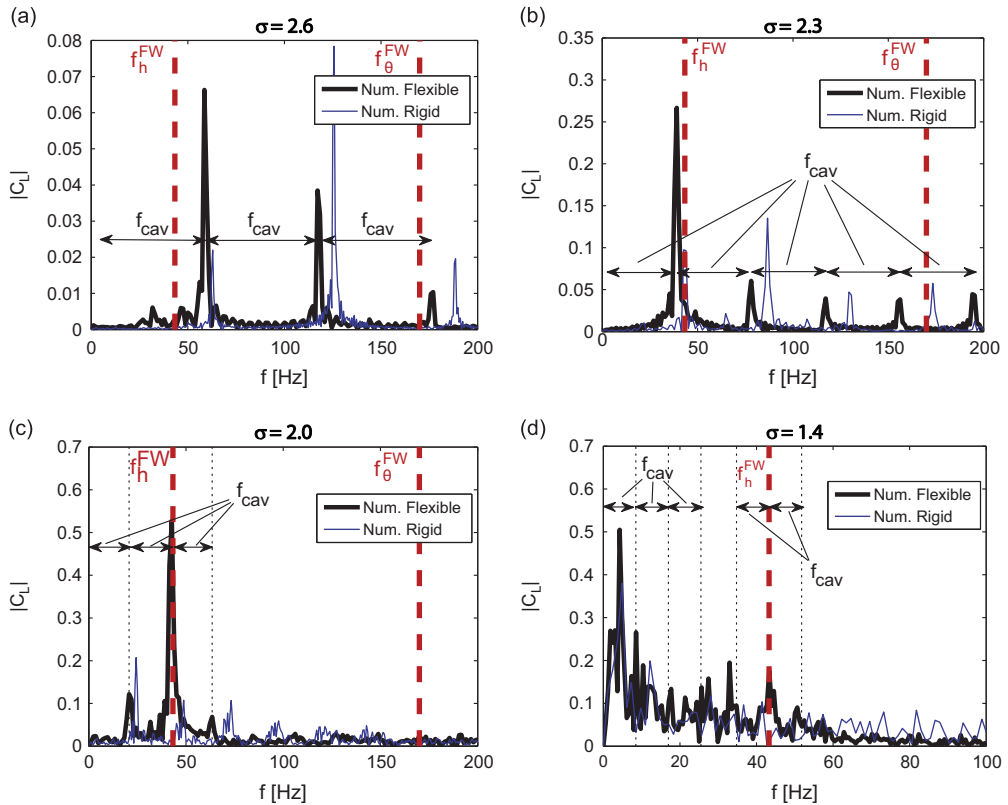 (a)
σ = 2.6
f_h^FW
f_θ^FW
Num. Flexible
Num. Rigid
f_cav
f_cav
f_cav
|C_L|
0.08
0.07
0.06
0.05
0.04
0.03
0.02
0.01
0
0 50 100 150 200
f [Hz]
(b)
σ = 2.3
f_h^FW
f_θ^FW
Num. Flexible
Num. Rigid
f_cav
|C_L|
0.35
0.30
0.25
0.2
0.15
0.1
0.05
0
0 50 100 150 200
f [Hz]
(c)
σ = 2.0
f_h^FW
f_θ^FW
f_cav
Num. Flexible
Num. Rigid
|C_L|
0.7
0.6
0.5
0.4
0.3
0.2
0.1
0
0 50 100 150 200
f [Hz]
(d)
σ = 1.4
f_cav
f_h^FW
Num. Flexible
Num. Rigid
f_cav
|C_L|
0.7
0.6
0.5
0.4
0.3
0.2
0.1
0
0 20 40 60 80 100
f [Hz]